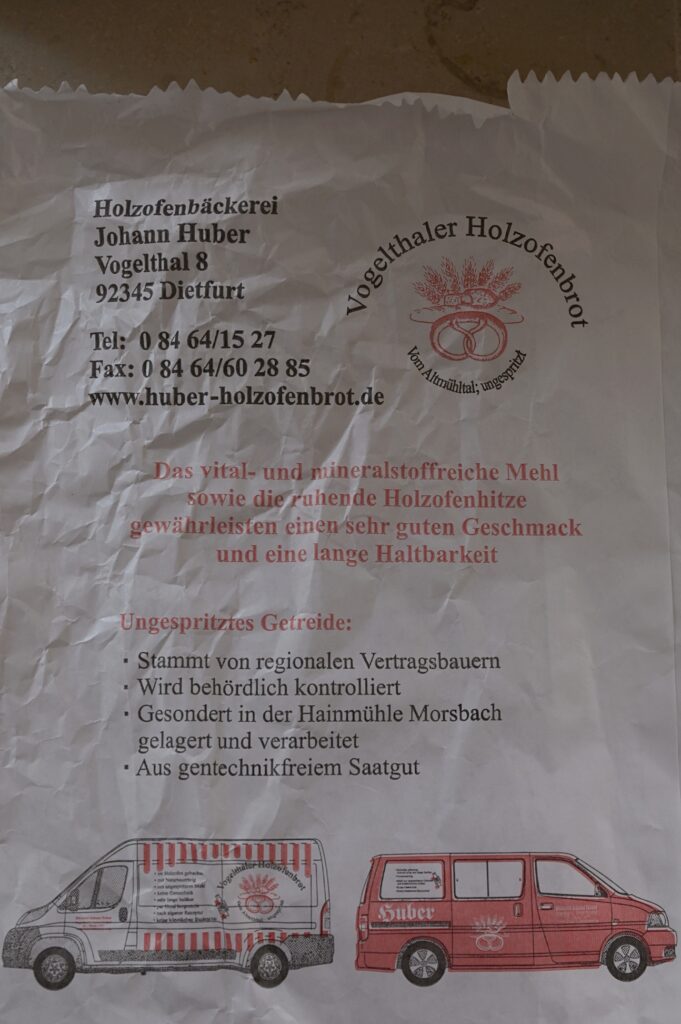 Holzofenbäckerei
Johann Huber
Vogelthal 8
92345 Dietfurt
Tel: 0 84 64/15 27
Fax: 0 84 64/60 28 85
www.huber-holzofenbrot.de
Vogelthaler Holzofenbrot
Vom Altmühltal; ungespritzt
Das vital- und mineralstoffreiche Mehl
sowie die ruhende Holzofenhitze
gewährleisten einen sehr guten Geschmack
und eine lange Haltbarkeit
Ungespritztes Getreide:
· Stammt von regionalen Vertragsbauern
· Wird behördlich kontrolliert
· Gesondert in der Hainmühle Morsbach
gelagert und verarbeitet
· Aus gentechnikfreiem Saatgut
Vogelthaler Holzofenbrot
Huber